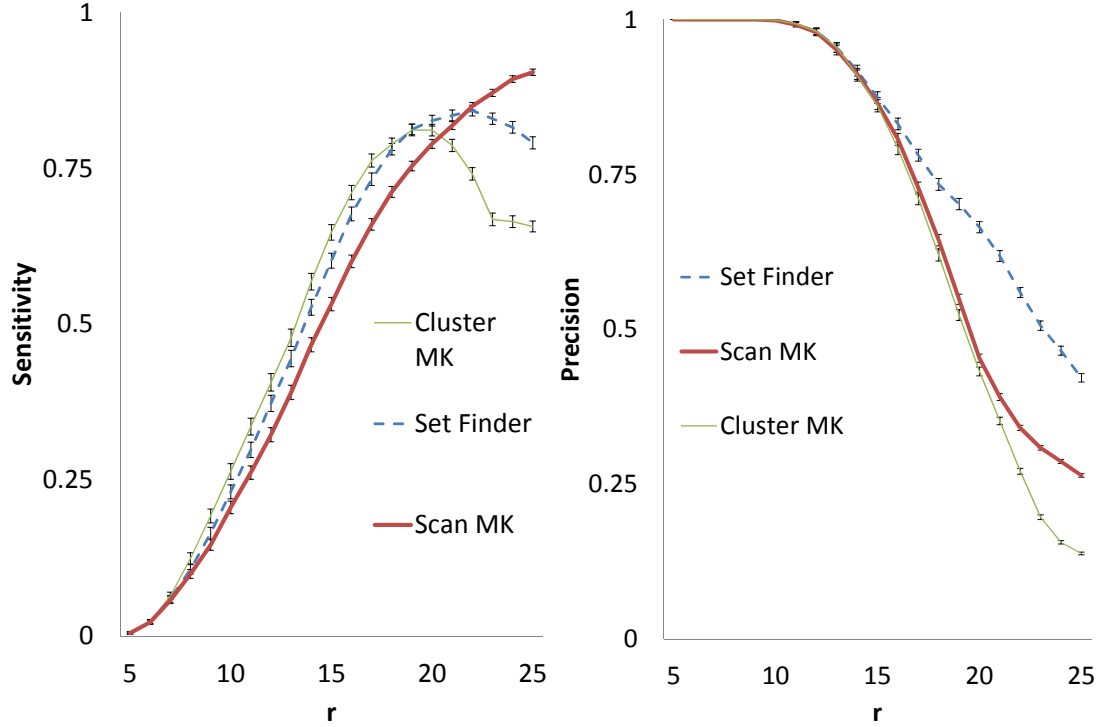 1
0.75
0.5
0.25
0
Sensitivity
5 10 15 20 25
r
Cluster
MK
Set Finder
Scan MK
1
0.75
0.5
0.25
0
Precision
5 10 15 20 25
r
Set Finder
Scan MK
Cluster MK